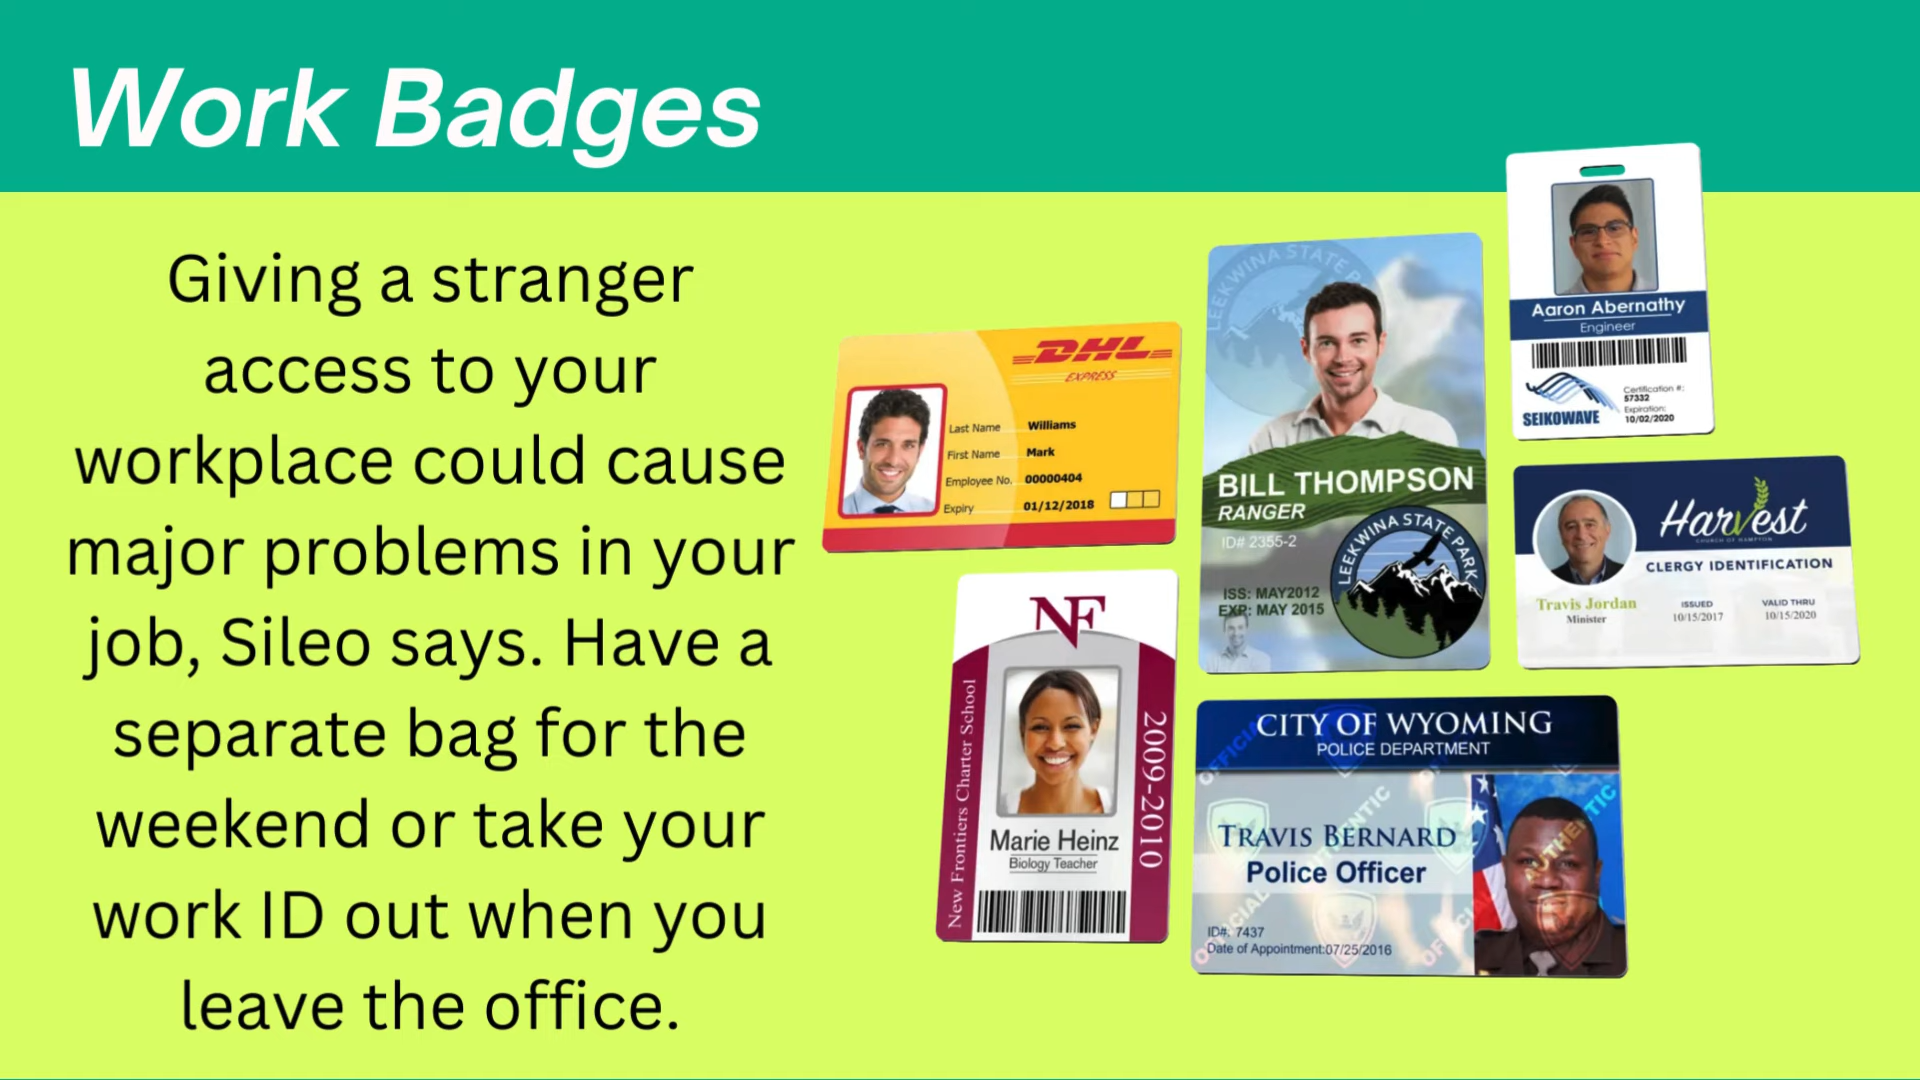 Work Badges
Giving a stranger
access to your
workplace could cause
major problems in your
job, Sileo says. Have a
separate bag for the
weekend or take your
work ID out when you
leave the office.
DHL
EXPRESS
Last Name Williams
First Name Mark
Employee No. 00000404
Expiry 01/12/2018
LEEKWINA STATE P
BILL THOMPSON
RANGER
ID# 2355-2
ISS: MAY2012
EXP: MAY 2015
LEEKWINA STATE PARK
Aaron Abernathy
Engineer
SEIKOWAVE
Certification #:
57332
Expiration:
10/02/2020
Harvest
CHURCH OF HAMPTON
CLERGY IDENTIFICATION
Travis Jordan
Minister
ISSUED
10/15/2017
VALID THRU
10/15/2020
NF
New Frontiers Charter School
2009-2010
Marie Heinz
Biology Teacher
CITY OF WYOMING
POLICE DEPARTMENT
TRAVIS BERNARD
Police Officer
ID#: 7437
Date of Appointment:07/25/2016